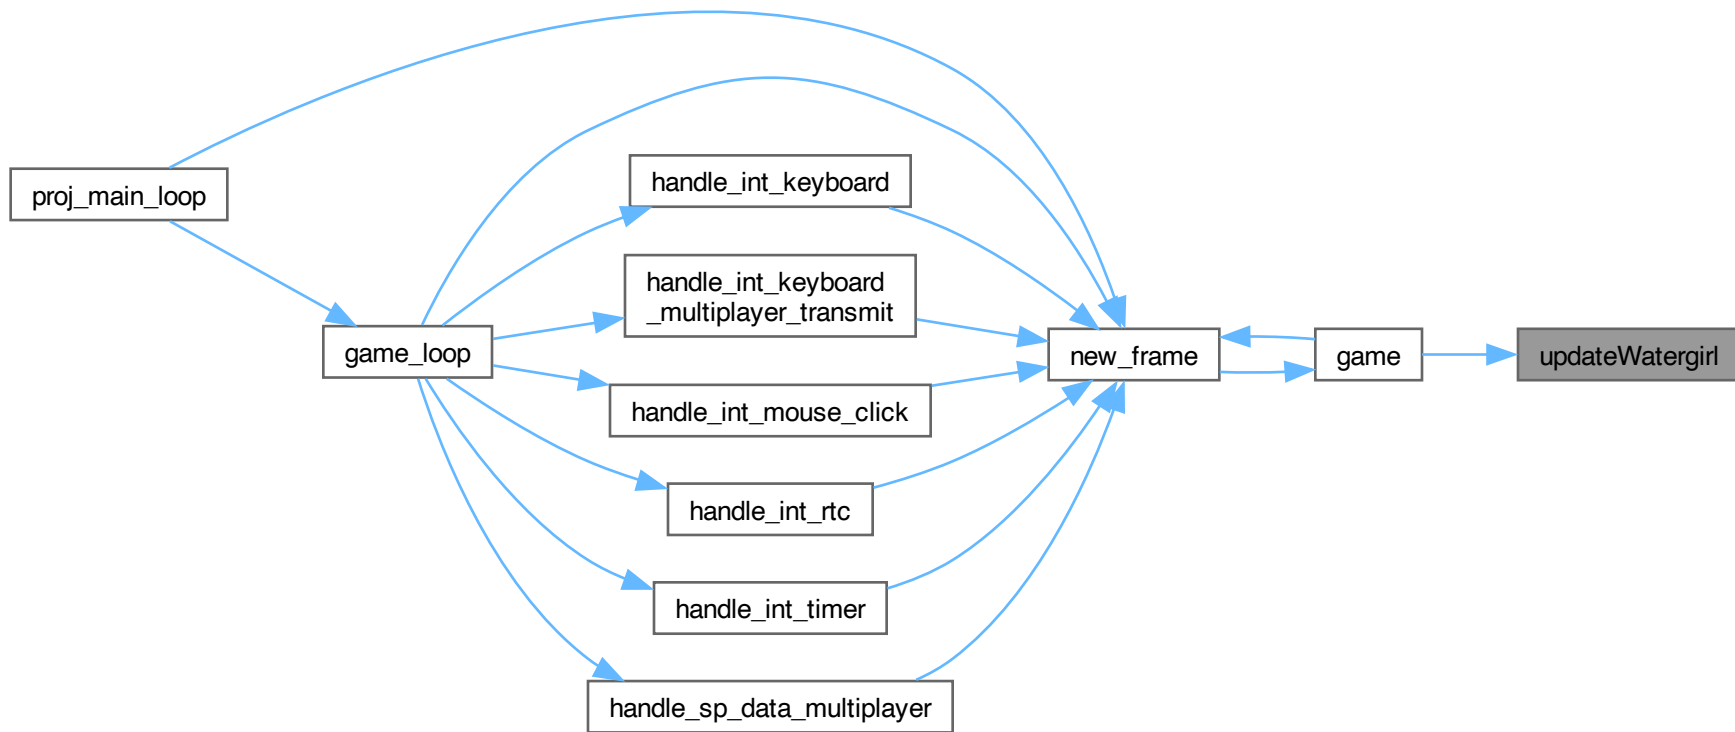 proj_main_loop
game_loop
handle_int_keyboard
handle_int_keyboard
_multiplayer_transmit
handle_int_mouse_click
handle_int_rtc
handle_int_timer
handle_sp_data_multiplayer
new_frame
game
updateWatergirl